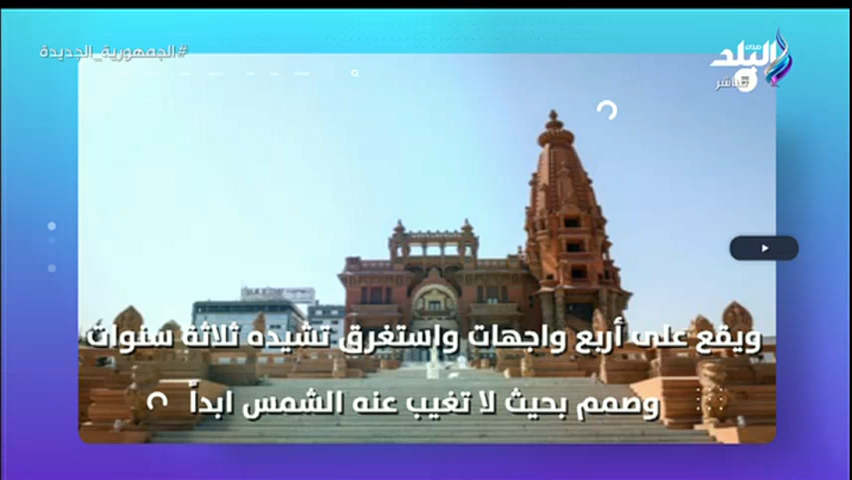 #الجمهورية_الجديدة
صدى البلد
مباشر
ويقع على أربع واجهات واستغرق تشيده ثلاثة سنوات
وصمم بحيث لا تغيب عنه الشمس ابداً